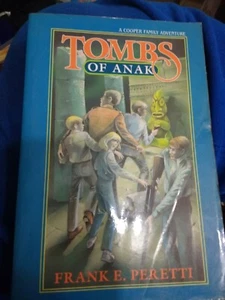 A COOPER FAMILY ADVENTURE
TOMBS
OF ANAK
FRANK E. PERETTI